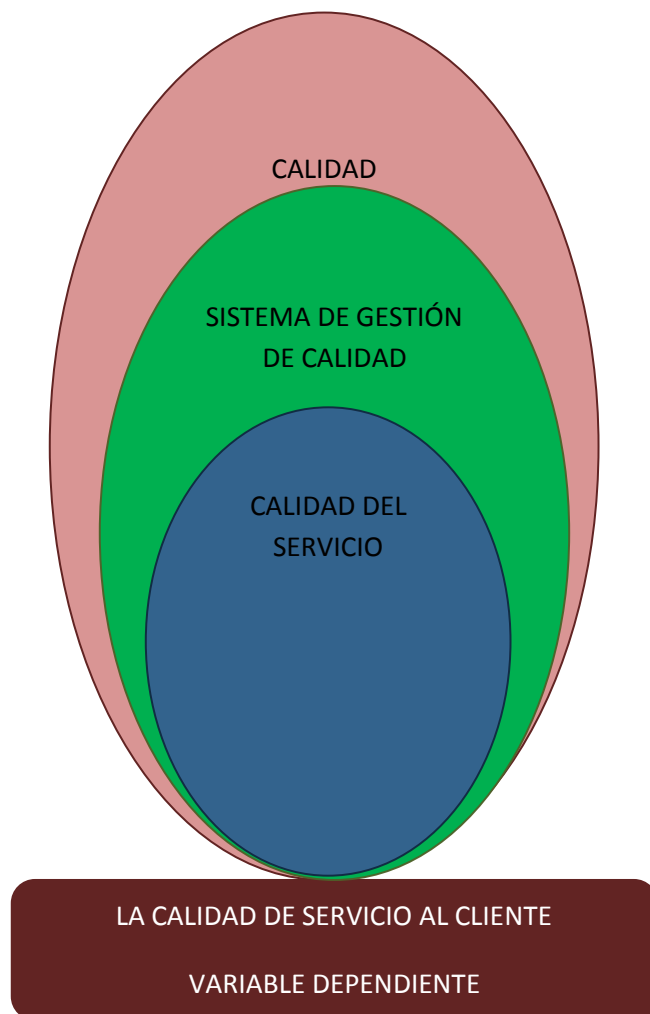 CALIDAD
SISTEMA DE GESTIÓN
DE CALIDAD
CALIDAD DEL
SERVICIO
LA CALIDAD DE SERVICIO AL CLIENTE
VARIABLE DEPENDIENTE